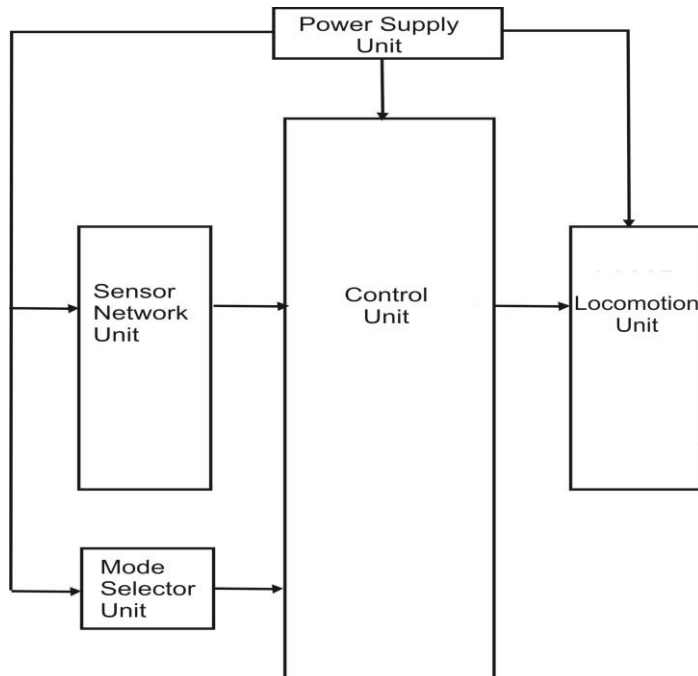 Power Supply
Unit
Sensor
Network
Unit
Control
Unit
Locomotion
Unit
Mode
Selector
Unit